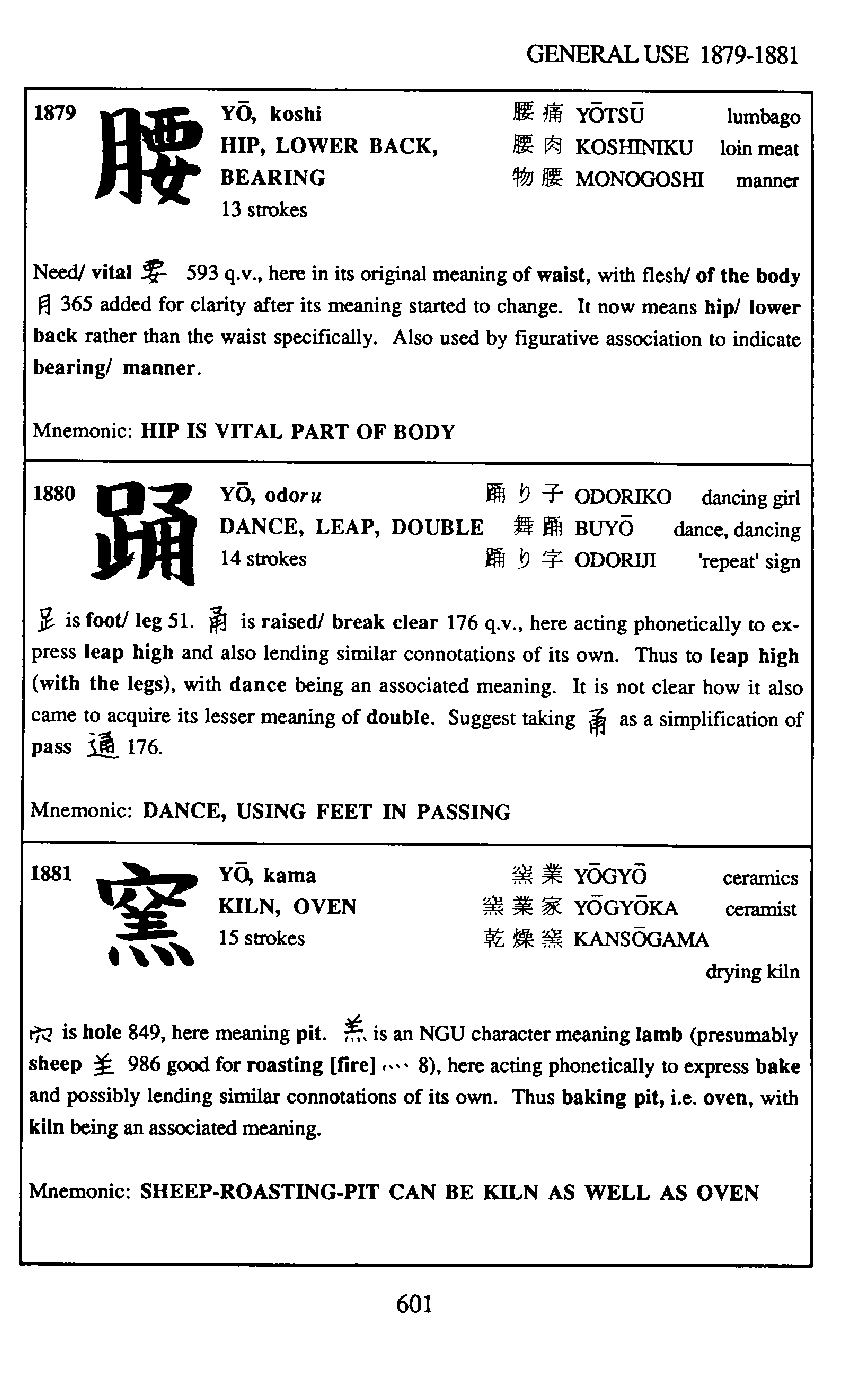 GENERAL USE 1879-1881
1879 腰 YŌ, koshi 腰痛 YŌTSŪ lumbago
HIP, LOWER BACK, 腰肉 KOSHINIKU loin meat
BEARING 物腰 MONOGOSHI manner
13 strokes
Need/ vital 要 593 q.v., here in its original meaning of waist, with flesh/ of the body
月 365 added for clarity after its meaning started to change. It now means hip/ lower
back rather than the waist specifically. Also used by figurative association to indicate
bearing/ manner.
Mnemonic: HIP IS VITAL PART OF BODY
1880 踊 YŌ, odoru 踊り子 ODORIKO dancing girl
DANCE, LEAP, DOUBLE 舞踊 BUYŌ dance, dancing
14 strokes 踊り字 ODORIJI 'repeat' sign
𧾷 is foot/ leg 51. 甬 is raised/ break clear 176 q.v., here acting phonetically to ex-
press leap high and also lending similar connotations of its own. Thus to leap high
(with the legs), with dance being an associated meaning. It is not clear how it also
came to acquire its lesser meaning of double. Suggest taking 甬 as a simplification of
pass 通 176.
Mnemonic: DANCE, USING FEET IN PASSING
1881 窯 YŌ, kama 窯業 YŌGYŌ ceramics
KILN, OVEN 窯業家 YŌGYŌKA ceramist
15 strokes 乾燥窯 KANSŌGAMA
drying kiln
穴 is hole 849, here meaning pit. 羔 is an NGU character meaning lamb (presumably
sheep 羊 986 good for roasting [fire] 灬 8), here acting phonetically to express bake
and possibly lending similar connotations of its own. Thus baking pit, i.e. oven, with
kiln being an associated meaning.
Mnemonic: SHEEP-ROASTING-PIT CAN BE KILN AS WELL AS OVEN
601